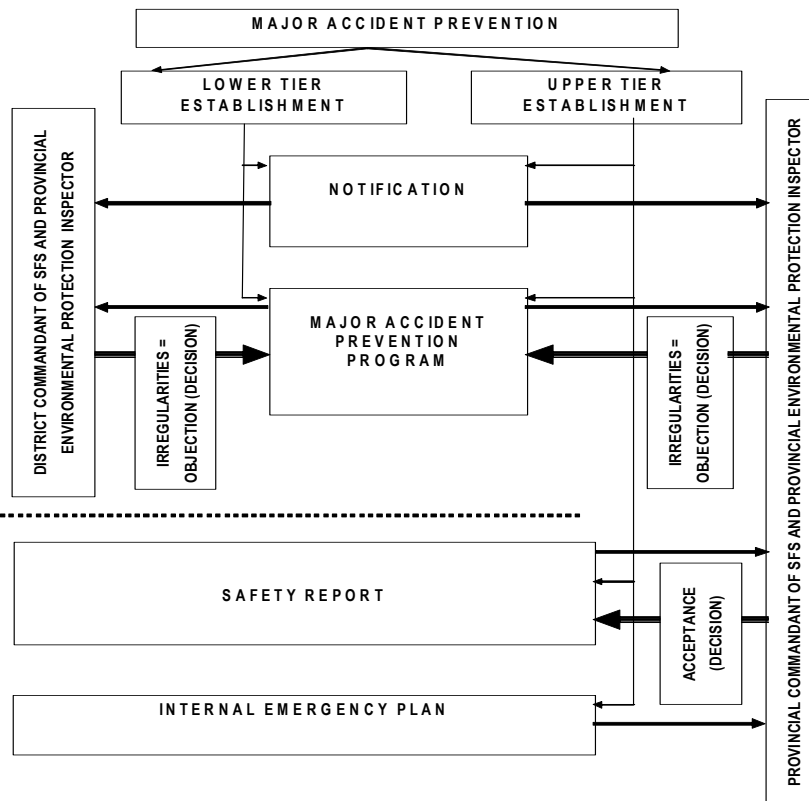 MAJOR ACCIDENT PREVENTION
LOWER TIER
ESTABLISHMENT
UPPER TIER
ESTABLISHMENT
DISTRICT COMMANDANT OF SFS AND PROVINCIAL
ENVIRONMENTAL PROTECTION INSPECTOR
NOTIFICATION
MAJOR ACCIDENT
PREVENTION
PROGRAM
IRREGULARITIES =
OBJECTION (DECISION)
IRREGULARITIES =
OBJECTION (DECISION)
PROVINCIAL COMMANDANT OF SFS AND PROVINCIAL ENVIRONMENTAL PROTECTION INSPECTOR
SAFETY REPORT
ACCEPTANCE
(DECISION)
INTERNAL EMERGENCY PLAN